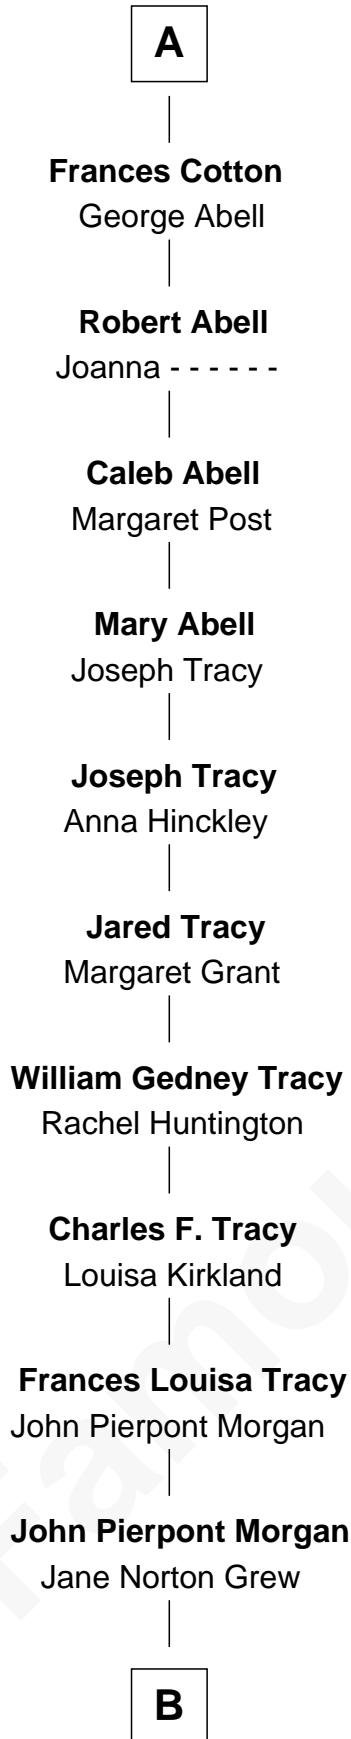 A
Frances Cotton
George Abell
Robert Abell
Joanna - - - - - -
Caleb Abell
Margaret Post
Mary Abell
Joseph Tracy
Joseph Tracy
Anna Hinckley
Jared Tracy
Margaret Grant
William Gedney Tracy
Rachel Huntington
Charles F. Tracy
Louisa Kirkland
Frances Louisa Tracy
John Pierpont Morgan
John Pierpont Morgan
Jane Norton Grew
B
Famou